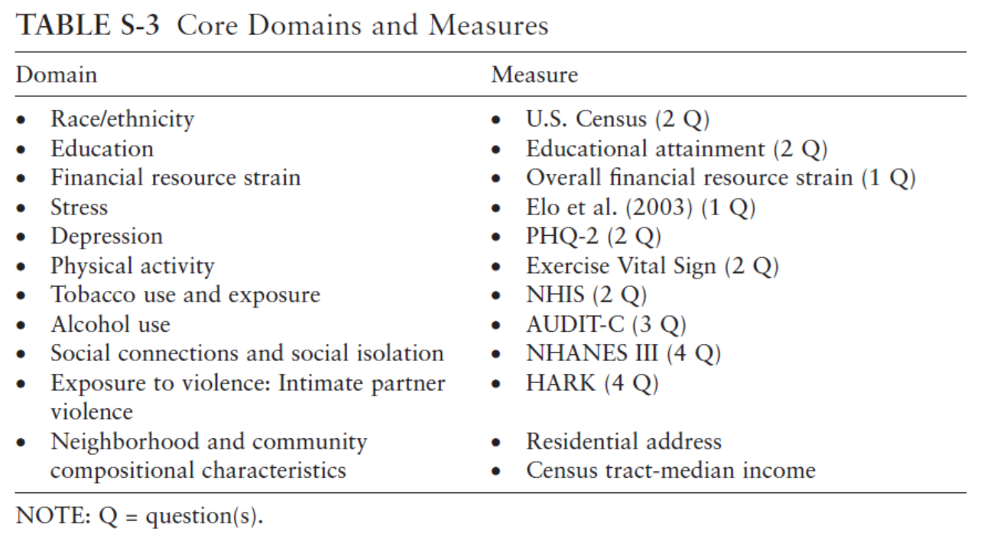 TABLE S-3 Core Domains and Measures
Domain Measure
• Race/ethnicity • U.S. Census (2 Q)
• Education • Educational attainment (2 Q)
• Financial resource strain • Overall financial resource strain (1 Q)
• Stress • Elo et al. (2003) (1 Q)
• Depression • PHQ-2 (2 Q)
• Physical activity • Exercise Vital Sign (2 Q)
• Tobacco use and exposure • NHIS (2 Q)
• Alcohol use • AUDIT-C (3 Q)
• Social connections and social isolation • NHANES III (4 Q)
• Exposure to violence: Intimate partner • HARK (4 Q)
violence
• Neighborhood and community • Residential address
compositional characteristics • Census tract-median income
NOTE: Q = question(s).